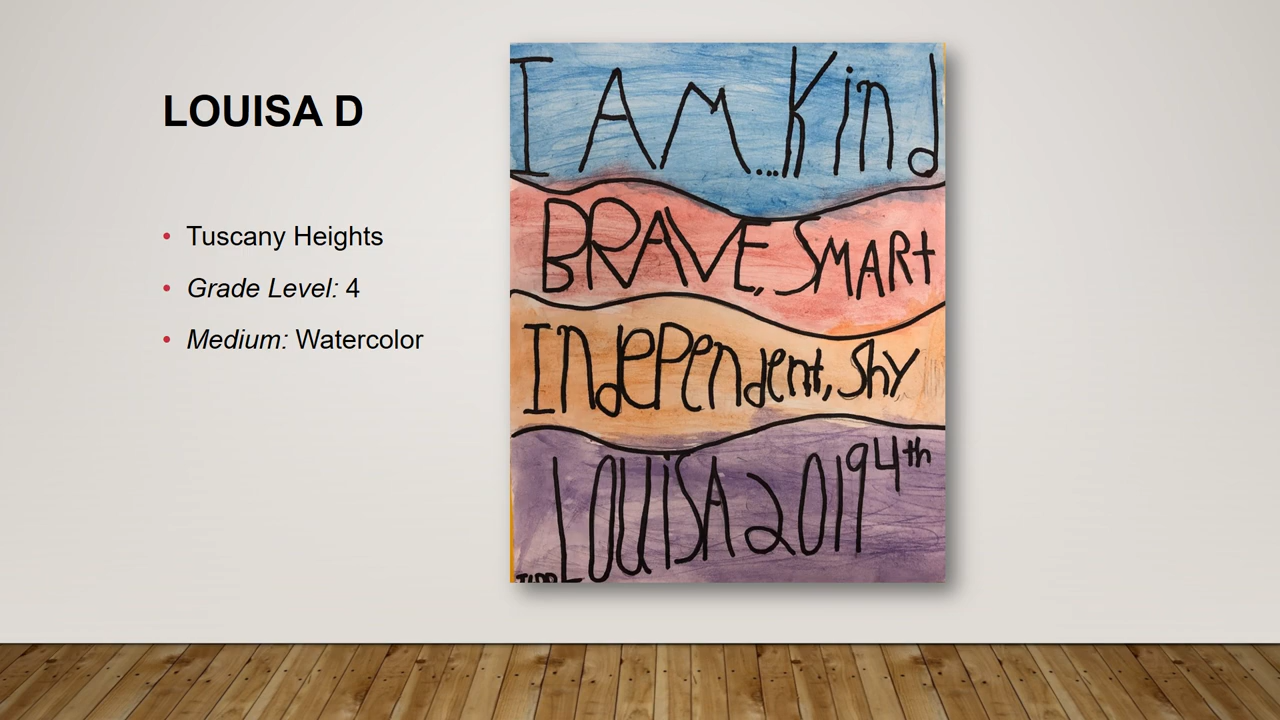 LOUISA D
Tuscany Heights
Grade Level: 4
Medium: Watercolor
I AM...Kind
BRAVE, SMARt
IndePendent, ShY
LOUiSA 2019 4th